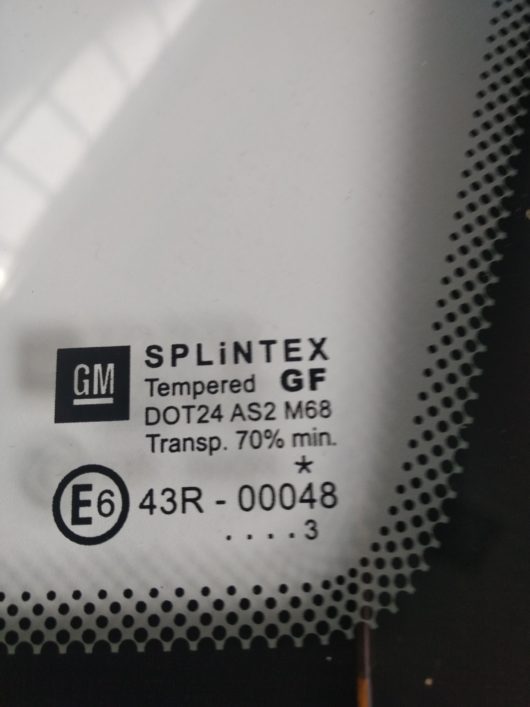 GM
SPLiNTEX
Tempered GF
DOT24 AS2 M68
Transp. 70% min.
*
E6 43R - 00048
. . . . 3